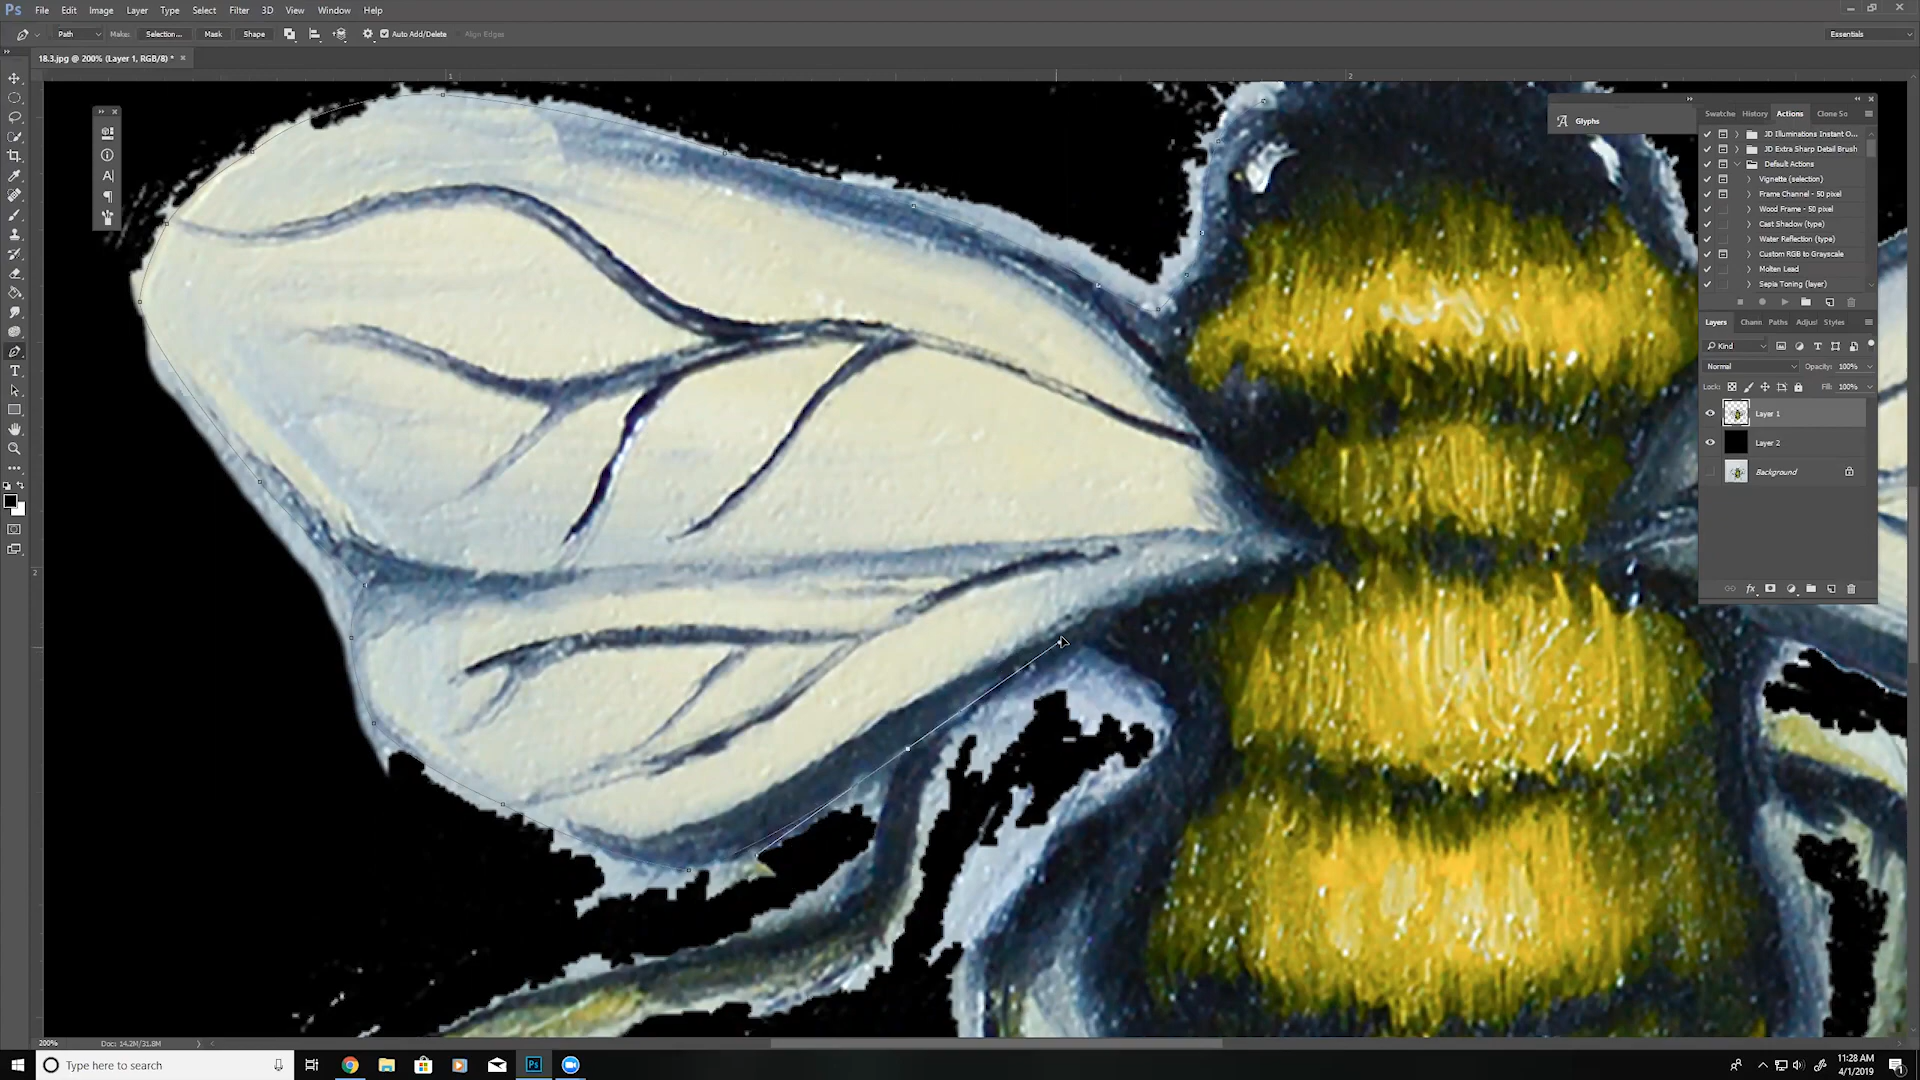 Ps File Edit Image Layer Type Select Filter 3D View Window Help
Path Make: Selection... Mask Shape Auto Add/Delete Align Edges Essentials
18.3.jpg @ 200% (Layer 1, RGB/8) *
1 2
2
Glyphs
Swatche History Actions Clone So
JD Illuminations Instant O...
JD Extra Sharp Detail Brush
Default Actions
Vignette (selection)
Frame Channel - 50 pixel
Wood Frame - 50 pixel
Cast Shadow (type)
Water Reflection (type)
Custom RGB to Grayscale
Molten Lead
Sepia Toning (layer)
Layers Chann Paths Adjus Styles
Kind
Normal Opacity: 100%
Lock: Fill: 100%
Layer 1
Layer 2
Background
200% Doc: 14.2M/31.8M
Type here to search
11:28 AM
4/1/2019